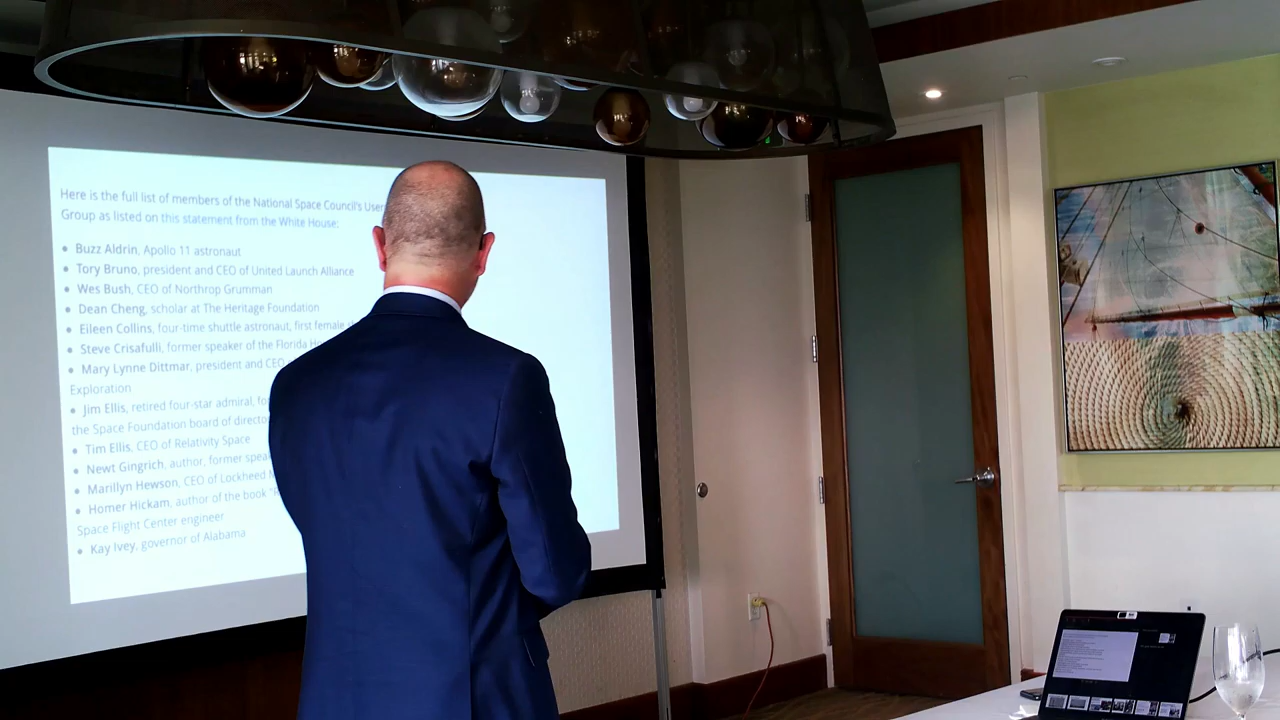 Here is the full list of members of the National Space Council's User
Group as listed on this statement from the White House:
• Buzz Aldrin, Apollo 11 astronaut
• Tory Bruno, president and CEO of United Launch Alliance
• Wes Bush, CEO of Northrop Grumman
• Dean Cheng, scholar at The Heritage Foundation
• Eileen Collins, four-time shuttle astronaut, first female
• Steve Crisafulli, former speaker of the Florida
• Mary Lynne Dittmar, president and CEO
Exploration
• Jim Ellis, retired four-star admiral,
the Space Foundation board of
• Tim Ellis, CEO of Relativity Space
• Newt Gingrich, author, former
• Marillyn Hewson, CEO of Lockheed
• Homer Hickam, author of the book
Space Flight Center engineer
• Kay Ivey, governor of Alabama